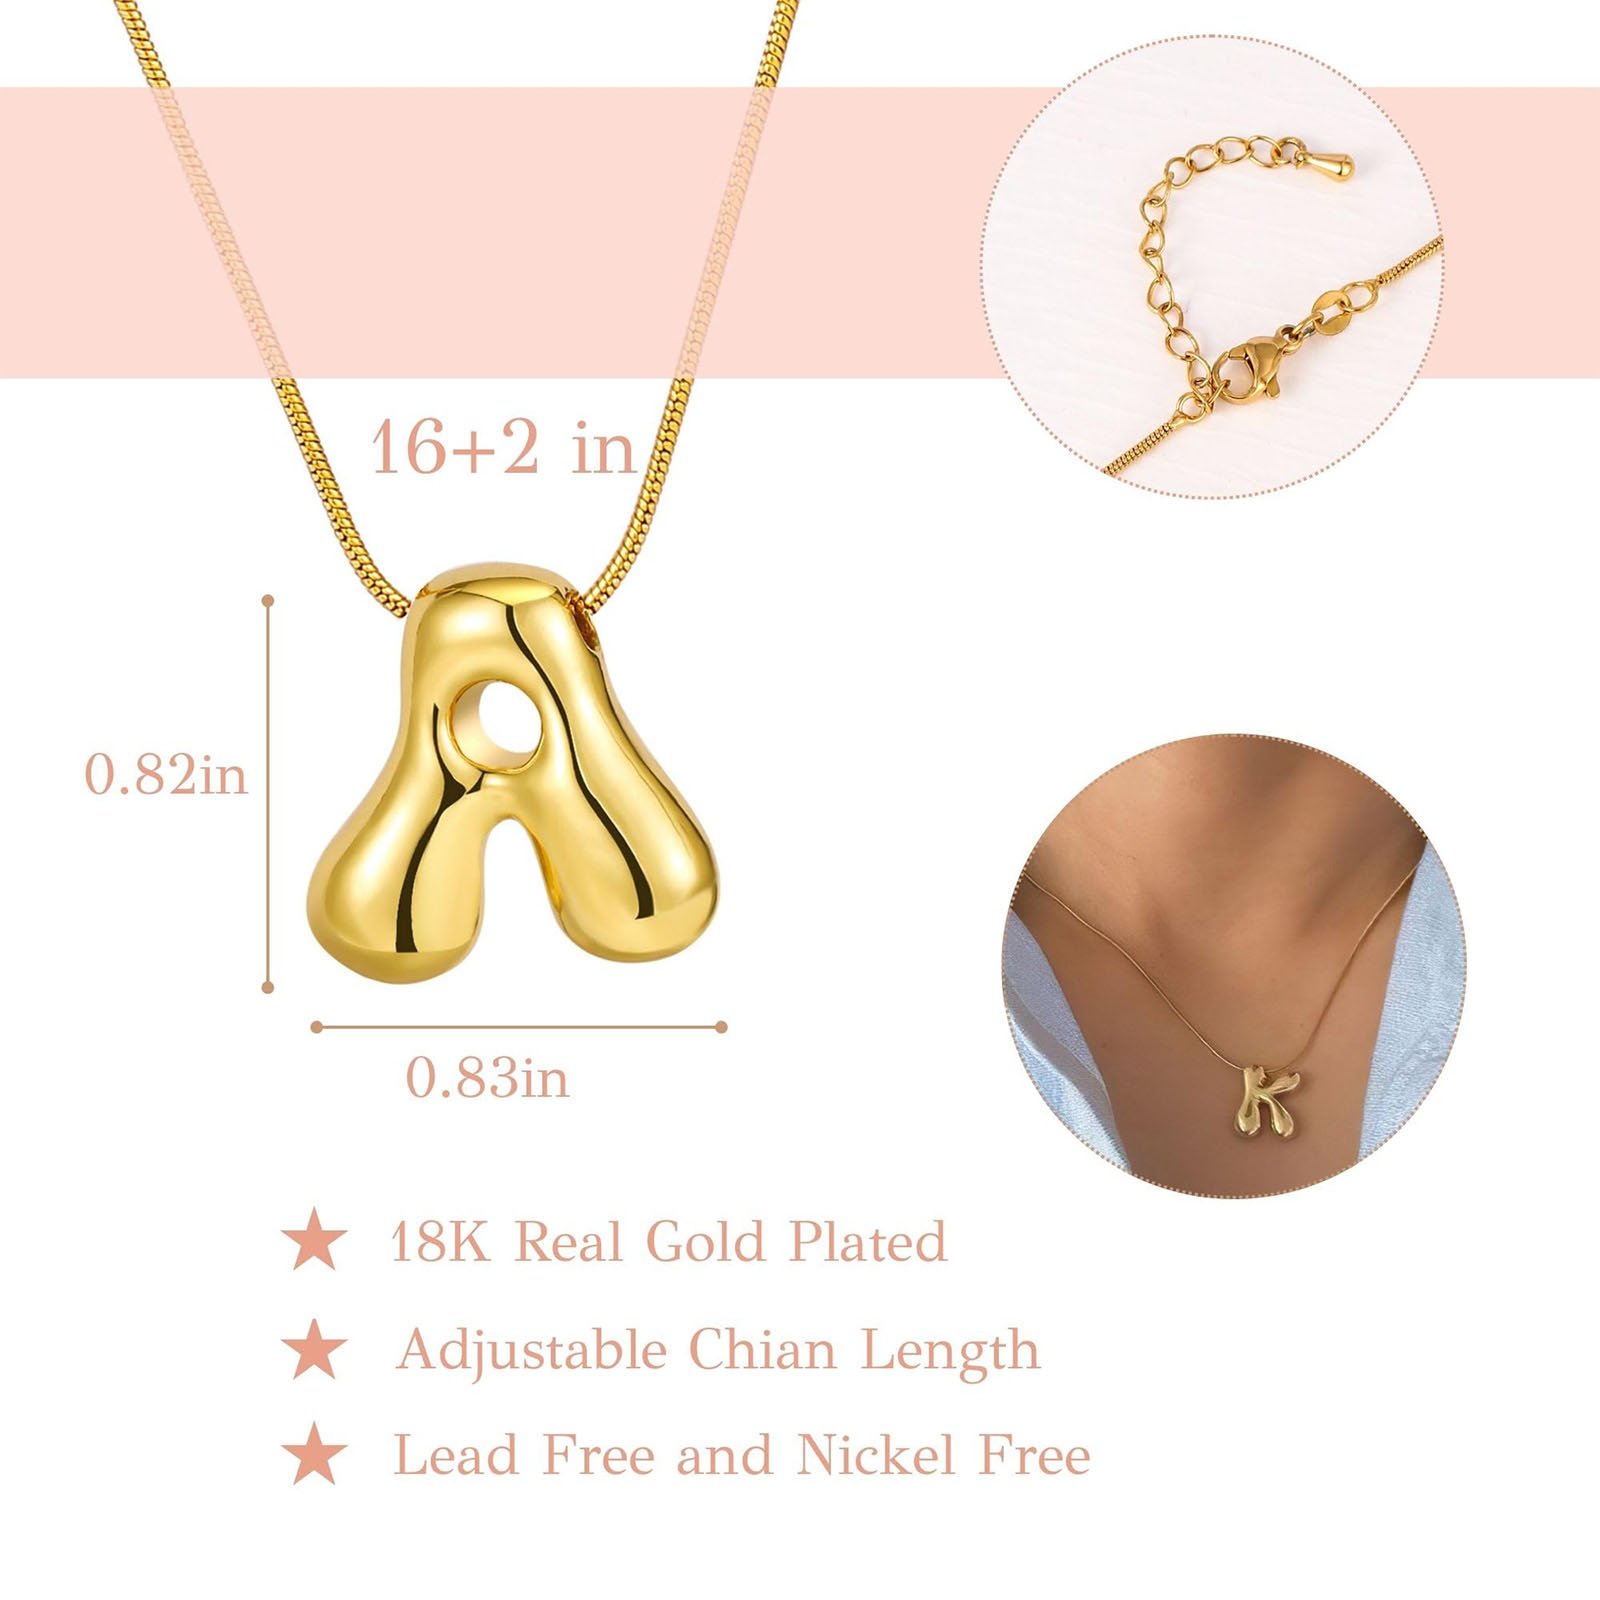 16+2 in
0.82in
0.83in
18K Real Gold Plated
Adjustable Chian Length
Lead Free and Nickel Free